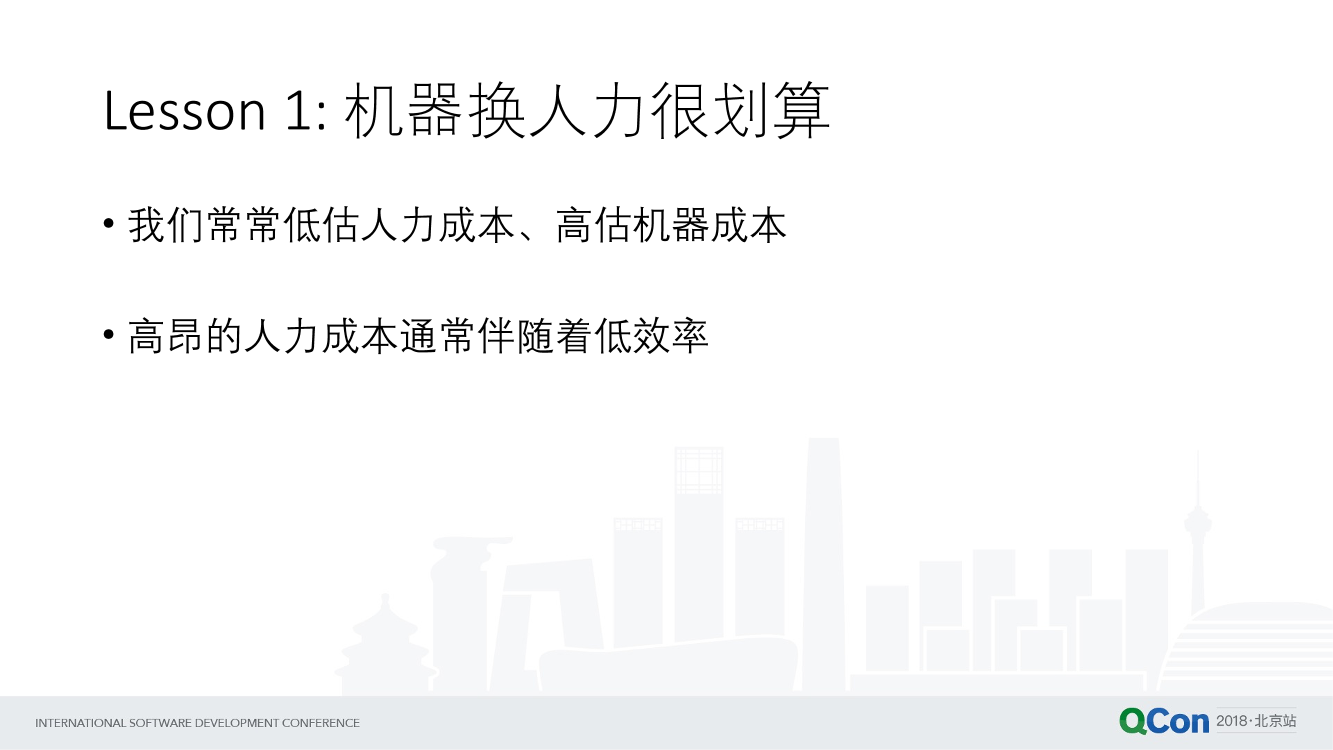 Lesson 1: 机器换人力很划算
• 我们常常低估人力成本、高估机器成本
• 高昂的人力成本通常伴随着低效率
INTERNATIONAL SOFTWARE DEVELOPMENT CONFERENCE
QCon 2018·北京站